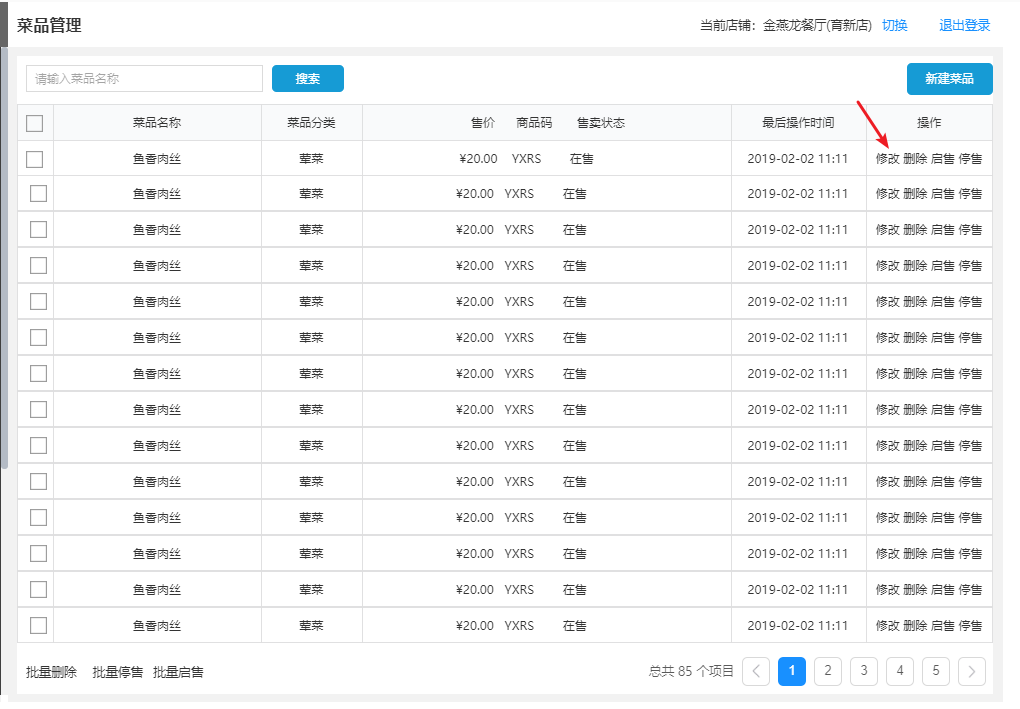 菜品管理 当前店铺：金燕龙餐厅(育新店) 切换 退出登录
请输入菜品名称 搜索 新建菜品
菜品名称 菜品分类 售价 商品码 售卖状态 最后操作时间 操作
鱼香肉丝 荤菜 ¥20.00 YXRS 在售 2019-02-02 11:11 修改 删除 启售 停售
鱼香肉丝 荤菜 ¥20.00 YXRS 在售 2019-02-02 11:11 修改 删除 启售 停售
鱼香肉丝 荤菜 ¥20.00 YXRS 在售 2019-02-02 11:11 修改 删除 启售 停售
鱼香肉丝 荤菜 ¥20.00 YXRS 在售 2019-02-02 11:11 修改 删除 启售 停售
鱼香肉丝 荤菜 ¥20.00 YXRS 在售 2019-02-02 11:11 修改 删除 启售 停售
鱼香肉丝 荤菜 ¥20.00 YXRS 在售 2019-02-02 11:11 修改 删除 启售 停售
鱼香肉丝 荤菜 ¥20.00 YXRS 在售 2019-02-02 11:11 修改 删除 启售 停售
鱼香肉丝 荤菜 ¥20.00 YXRS 在售 2019-02-02 11:11 修改 删除 启售 停售
鱼香肉丝 荤菜 ¥20.00 YXRS 在售 2019-02-02 11:11 修改 删除 启售 停售
鱼香肉丝 荤菜 ¥20.00 YXRS 在售 2019-02-02 11:11 修改 删除 启售 停售
鱼香肉丝 荤菜 ¥20.00 YXRS 在售 2019-02-02 11:11 修改 删除 启售 停售
鱼香肉丝 荤菜 ¥20.00 YXRS 在售 2019-02-02 11:11 修改 删除 启售 停售
鱼香肉丝 荤菜 ¥20.00 YXRS 在售 2019-02-02 11:11 修改 删除 启售 停售
鱼香肉丝 荤菜 ¥20.00 YXRS 在售 2019-02-02 11:11 修改 删除 启售 停售
批量删除 批量停售 批量启售 总共 85 个项目 1 2 3 4 5